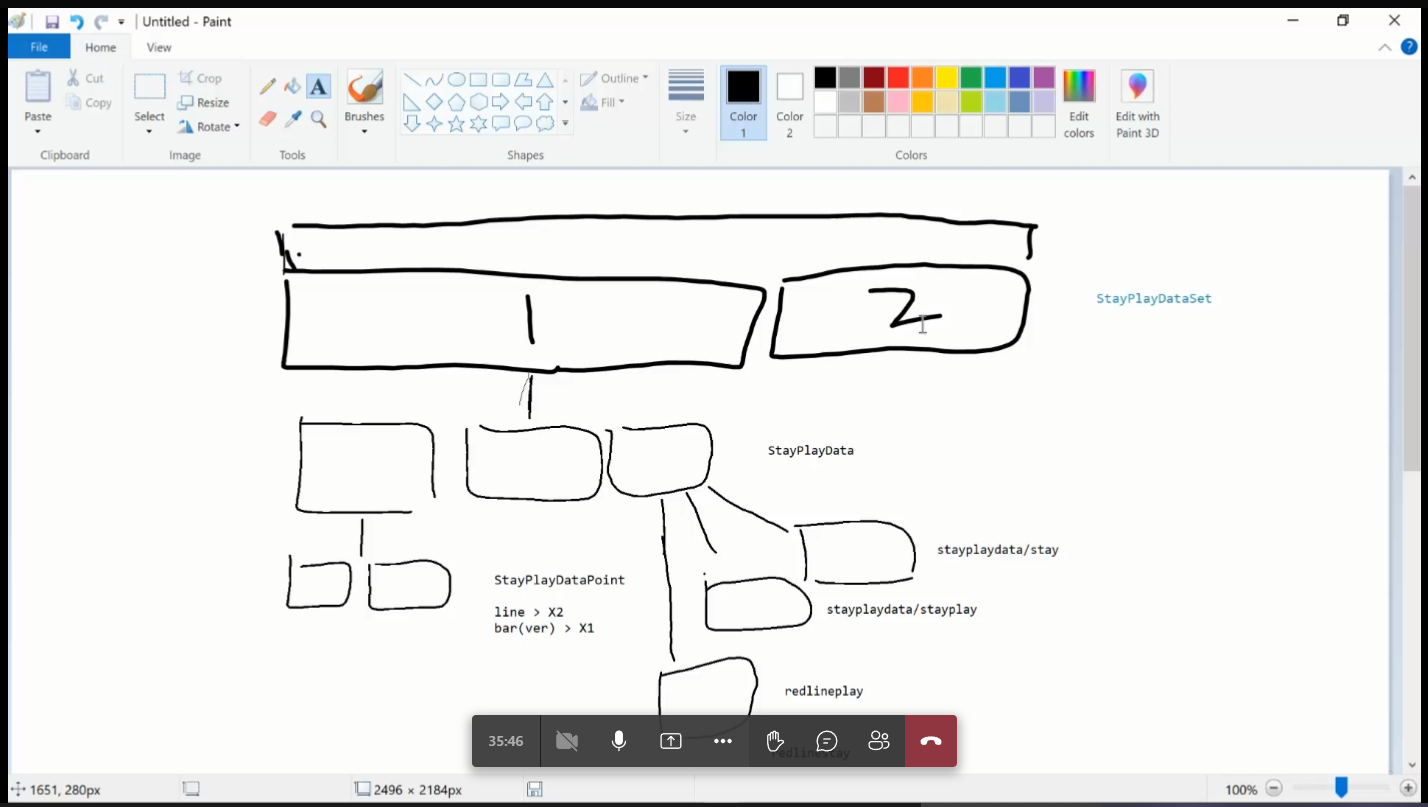 Untitled - Paint
File
Home
View
Paste
Cut
Copy
Clipboard
Select
Crop
Resize
Rotate
Image
A
Tools
Brushes
Outline
Fill
Shapes
Size
Color
1
Color
2
Edit
colors
Colors
Edit with
Paint 3D
?
1
2
StayPlayDataSet
StayPlayData
stayplaydata/stay
StayPlayDataPoint
stayplaydata/stayplay
line > X2
bar(ver) > X1
redlineplay
35:46
redlinestay
1651, 280px
2496 × 2184px
100%